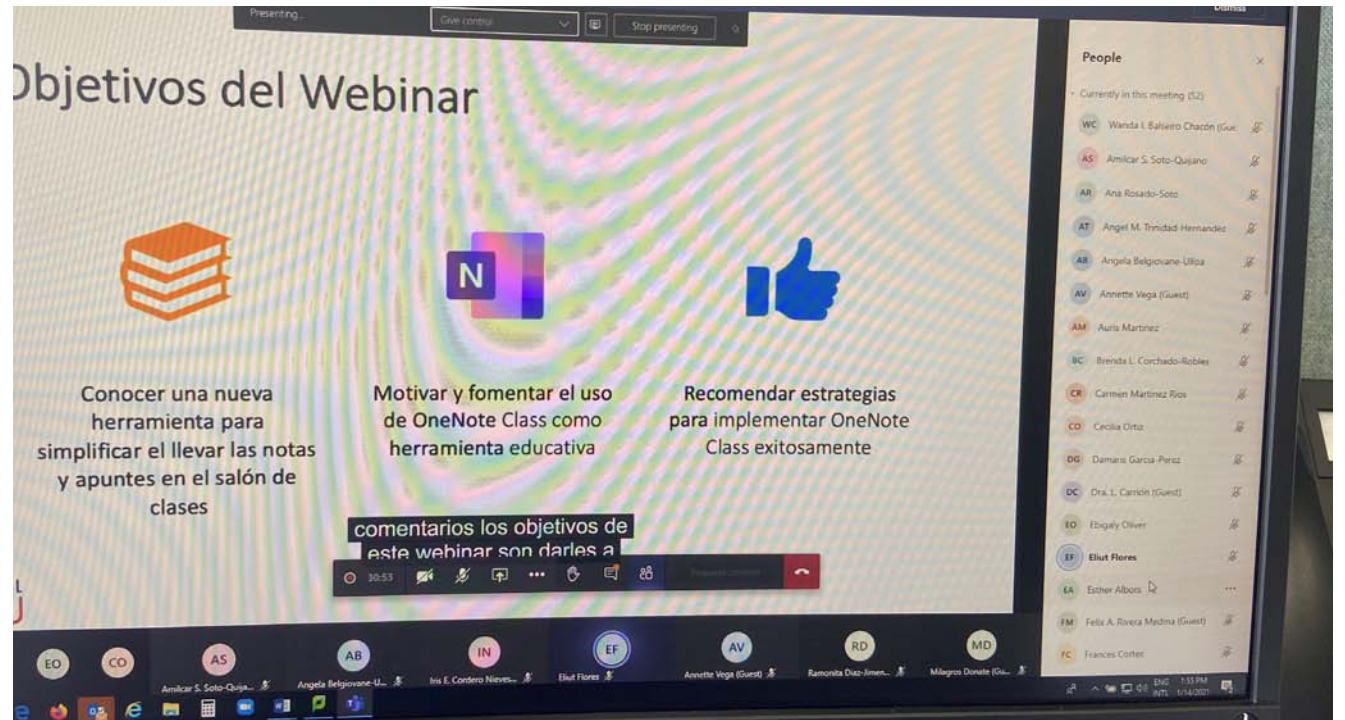 Presenting...
Give control
Stop presenting
Dismiss
Objetivos del Webinar
N
Conocer una nueva
herramienta para
simplificar el llevar las notas
y apuntes en el salón de
clases
Motivar y fomentar el uso
de OneNote Class como
herramienta educativa
Recomendar estrategias
para implementar OneNote
Class exitosamente
comentarios los objetivos de
este webinar son darles a
30:53
L
People
Currently in this meeting (52)
WC Wanda I. Balseiro Chacón (Gue
AS Amilcar S. Soto-Quijano
AR Ana Rosado-Soto
AT Angel M. Trinidad-Hernandez
AB Angela Belgiovane-Ulloa
AV Annette Vega (Guest)
AM Auris Martinez
BC Brenda L. Corchado-Robles
CR Carmen Martinez Rios
CO Cecilia Ortiz
DG Damaris Garcia-Perez
DC Dra. L. Carrión (Guest)
EO Ebigaly Oliver
EF Eliut Flores
EA Esther Albors
FM Felix A. Rivera Medina (Guest)
FC Frances Cortes
EO
CO
AS
Amilcar S. Soto-Quija...
AB
Angela Belgiovane-U...
IN
Iris E. Cordero Nieves...
EF
Eliut Flores
AV
Annette Vega (Guest)
RD
Ramonita Diaz-Jimen...
MD
Milagros Donate (Gu...
ENG 1:55 PM
INTL 1/14/2021